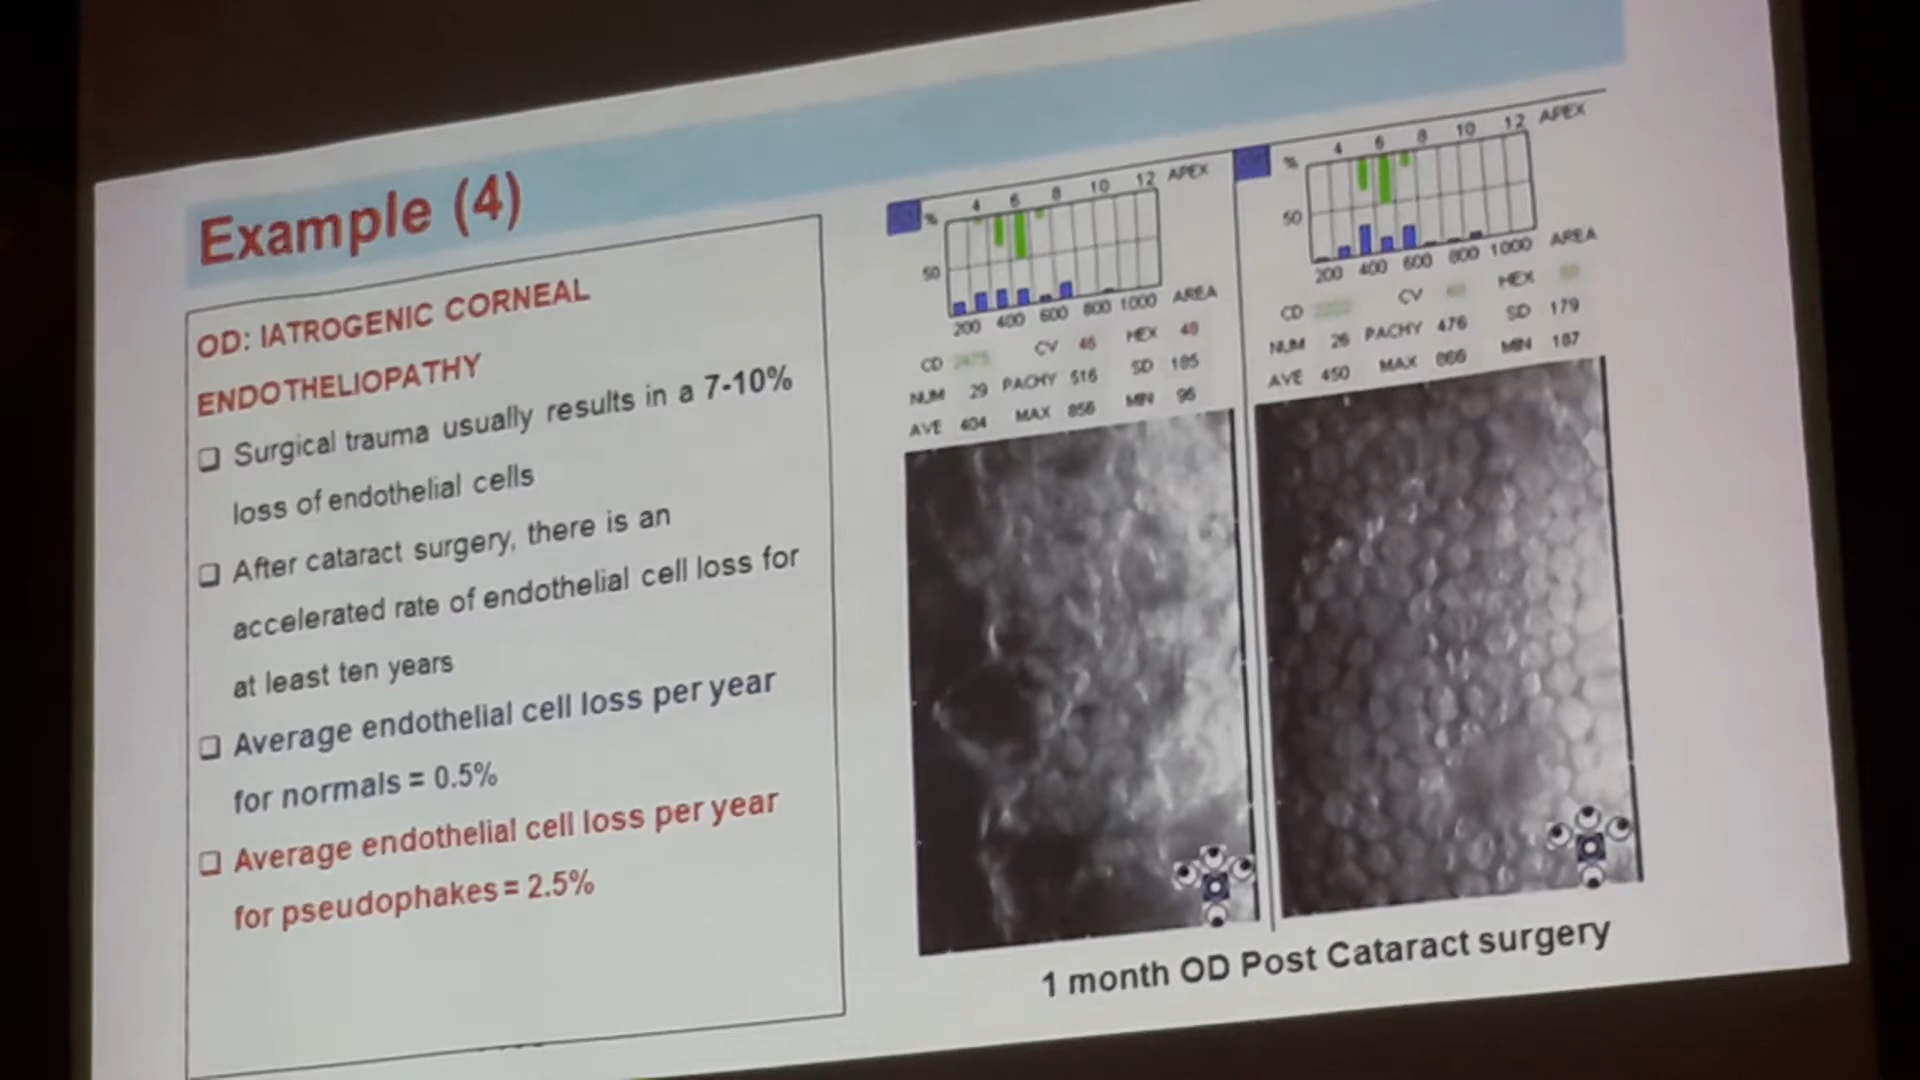 Example (4)
OD: IATROGENIC CORNEAL
ENDOTHELIOPATHY
❑ Surgical trauma usually results in a 7-10%
loss of endothelial cells
❑ After cataract surgery, there is an
accelerated rate of endothelial cell loss for
at least ten years
❑ Average endothelial cell loss per year
for normals = 0.5%
❑ Average endothelial cell loss per year
for pseudophakes = 2.5%
% 4 6 8 10 12 APEX
50
200 400 600 800 1000 AREA
CD 2475 CV 46 HEX 48
NUM 29 PACHY 516 SD 185
AVE 404 MAX 856 MIN 96
% 4 6 8 10 12 APEX
50
200 400 600 800 1000 AREA
CD CV HEX
NUM 26 PACHY 476 SD 179
AVE 450 MAX 866 MIN 187
1 month OD Post Cataract surgery